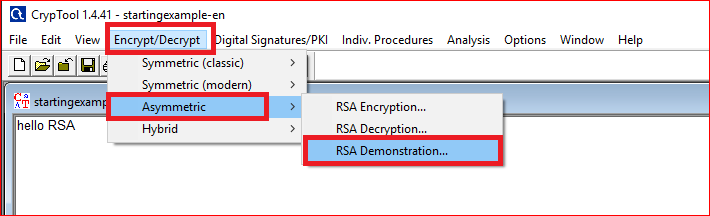 CrypTool 1.4.41 - startingexample-en
File Edit View Encrypt/Decrypt Digital Signatures/PKI Indiv. Procedures Analysis Options Window Help
Symmetric (classic)
Symmetric (modern)
startingexamp
Asymmetric
RSA Encryption...
hello RSA
Hybrid
RSA Decryption...
RSA Demonstration...